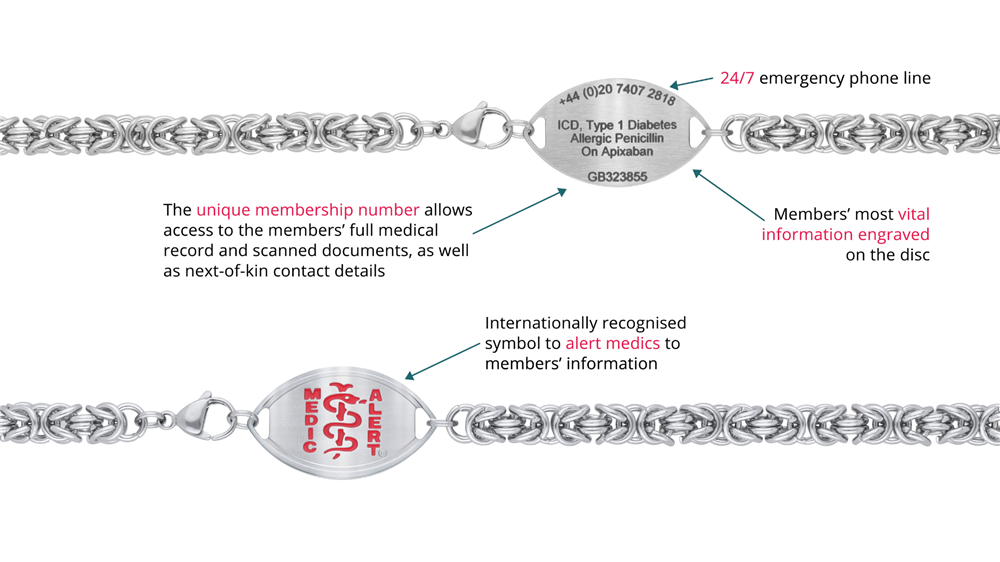 24/7 emergency phone line
+44 (0)20 7407 2818
ICD, Type 1 Diabetes
Allergic Penicillin
On Apixaban
GB323855
The unique membership number allows
access to the members’ full medical
record and scanned documents, as well
as next-of-kin contact details
Members’ most vital
information engraved
on the disc
Internationally recognised
symbol to alert medics to
members’ information
MEDIC
ALERT